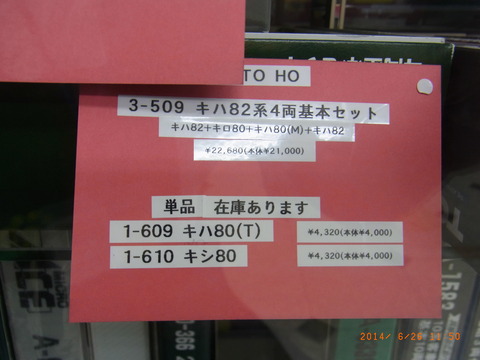 TO HO
3-509 キハ82系4両基本セット
キハ82+キロ80+キハ80(M)+キハ82
¥22,680(本体¥21,000)
単品 在庫あります
1-609 キハ80(T)
¥4,320(本体¥4,000)
1-610 キシ80
¥4,320(本体¥4,000)
2014/ 6/26 11:50